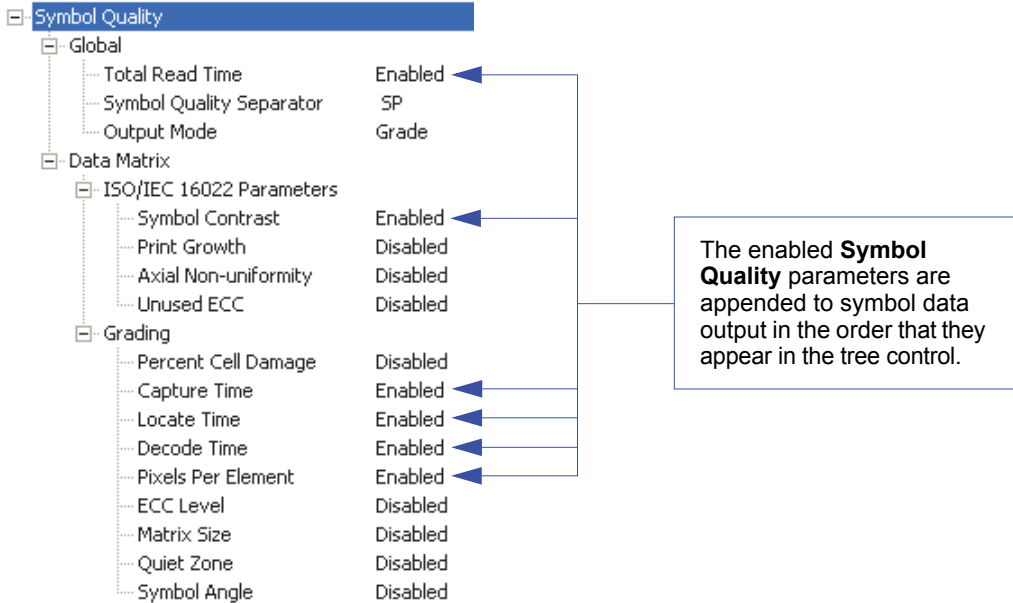 Symbol Quality
Global
Total Read Time Enabled
Symbol Quality Separator SP
Output Mode Grade
Data Matrix
ISO/IEC 16022 Parameters
Symbol Contrast Enabled
Print Growth Disabled
Axial Non-uniformity Disabled
Unused ECC Disabled
Grading
Percent Cell Damage Disabled
Capture Time Enabled
Locate Time Enabled
Decode Time Enabled
Pixels Per Element Enabled
ECC Level Disabled
Matrix Size Disabled
Quiet Zone Disabled
Symbol Angle Disabled
The enabled Symbol
Quality parameters are
appended to symbol data
output in the order that they
appear in the tree control.